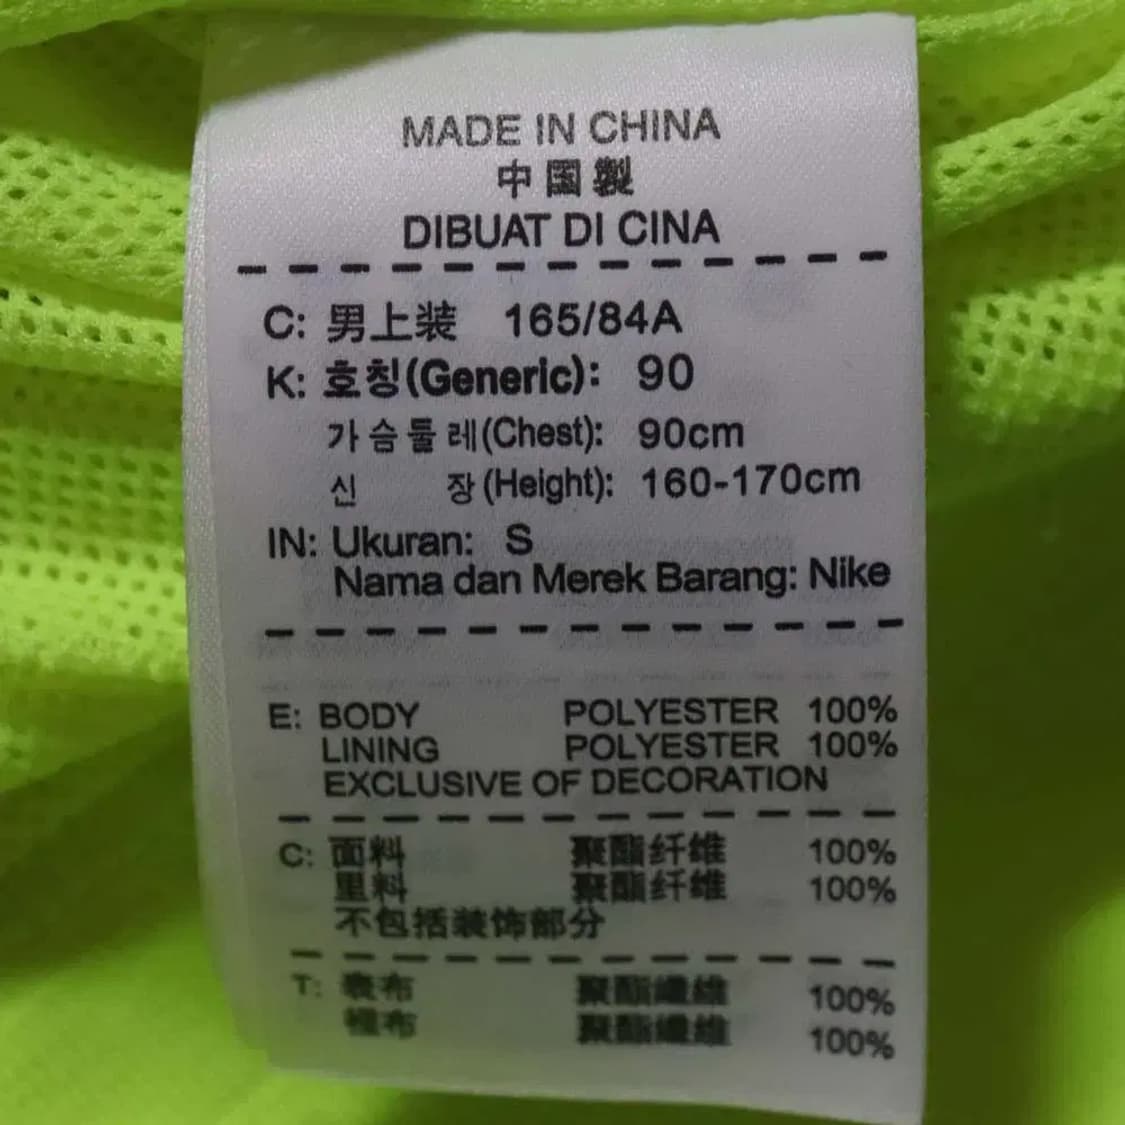 MADE IN CHINA
中国製
DIBUAT DI CINA
C: 男上装 165/84A
K: 호칭(Generic): 90
가슴둘레(Chest): 90cm
신 장(Height): 160-170cm
IN: Ukuran: S
Nama dan Merek Barang: Nike
E: BODY POLYESTER 100%
LINING POLYESTER 100%
EXCLUSIVE OF DECORATION
C: 面料 聚酯纤维 100%
里料 聚酯纤维 100%
不包括装饰部分
T: 表布 聚酯纖維 100%
裡布 聚酯纖維 100%